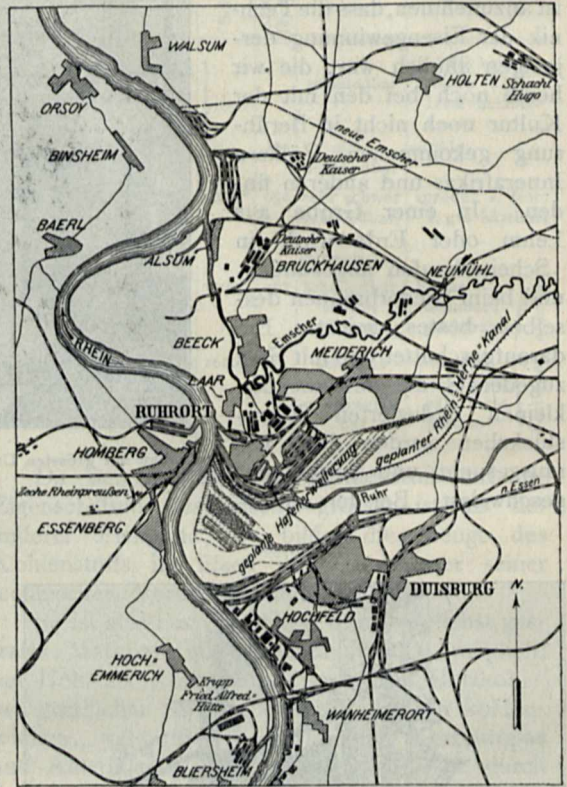 WALSUM
HOLTEN
Schacht
Hugo
ORSOY
neue Emscher
BINSHEIM
Deutscher
Kaiser
BAERL
Deutscher
Kaiser
ALSUM
BRUCKHAUSEN
NEUMÜHL
BEECK
Emscher
RHEIN
MEIDERICH
LAAR
geplanter Rhein-Herne-Kanal
RUHRORT
HOMBERG
Zeche Rheinpreußen
geplante Hafenerweiterung
Ruhr
n. Essen
ESSENBERG
DUISBURG
N.
HOCHFELD
HOCH-
EMMERICH
Krupp
Fried. Alfred-
Hütte
WANHEIMERORT
BLIERSHEIM